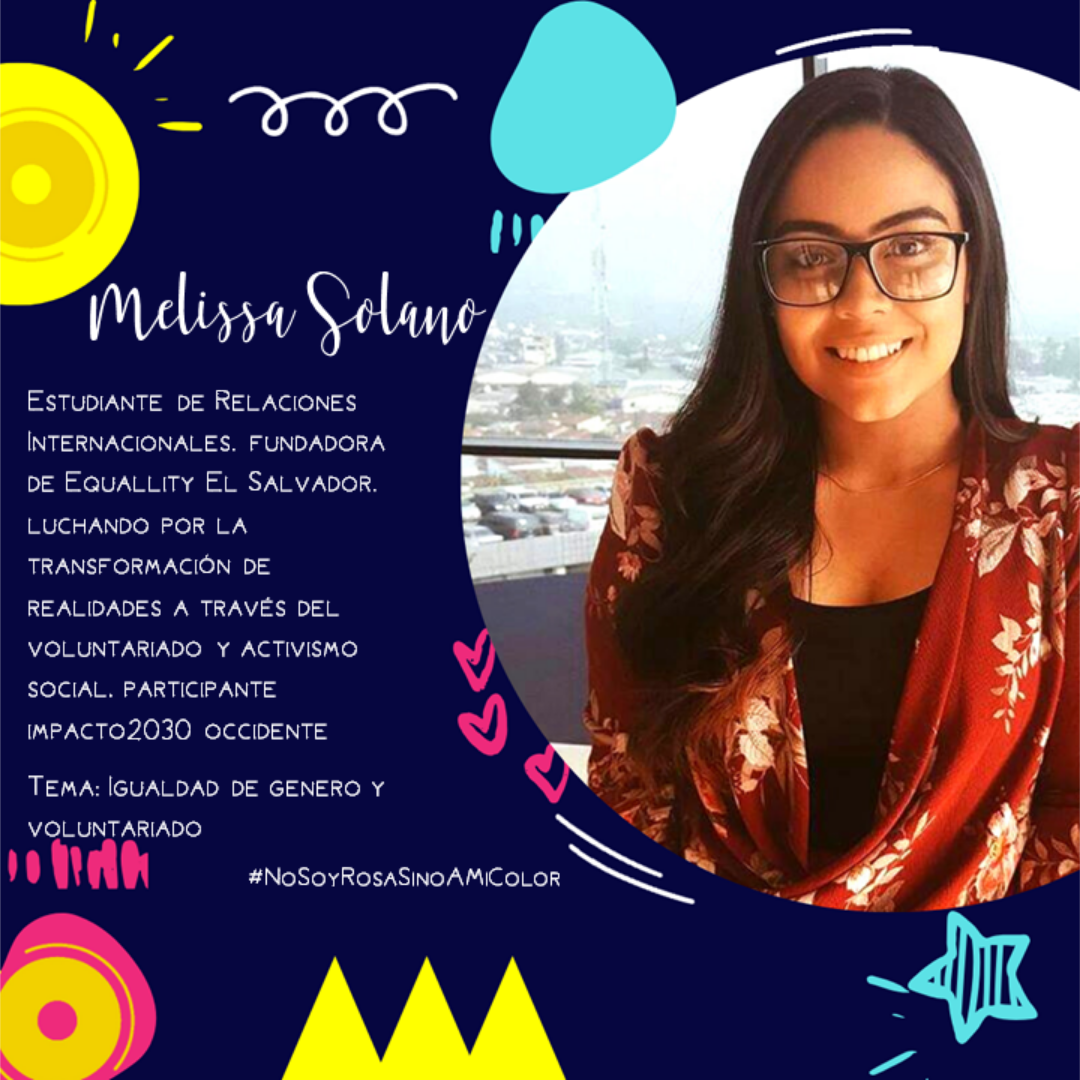 Melissa Solano
Estudiante de Relaciones
Internacionales. fundadora
de Equallity El Salvador.
luchando por la
transformación de
realidades a través del
voluntariado y activismo
social. participante
impacto2030 occidente
Tema: Igualdad de genero y
voluntariado
#NoSoyRosaSinoAMiColor